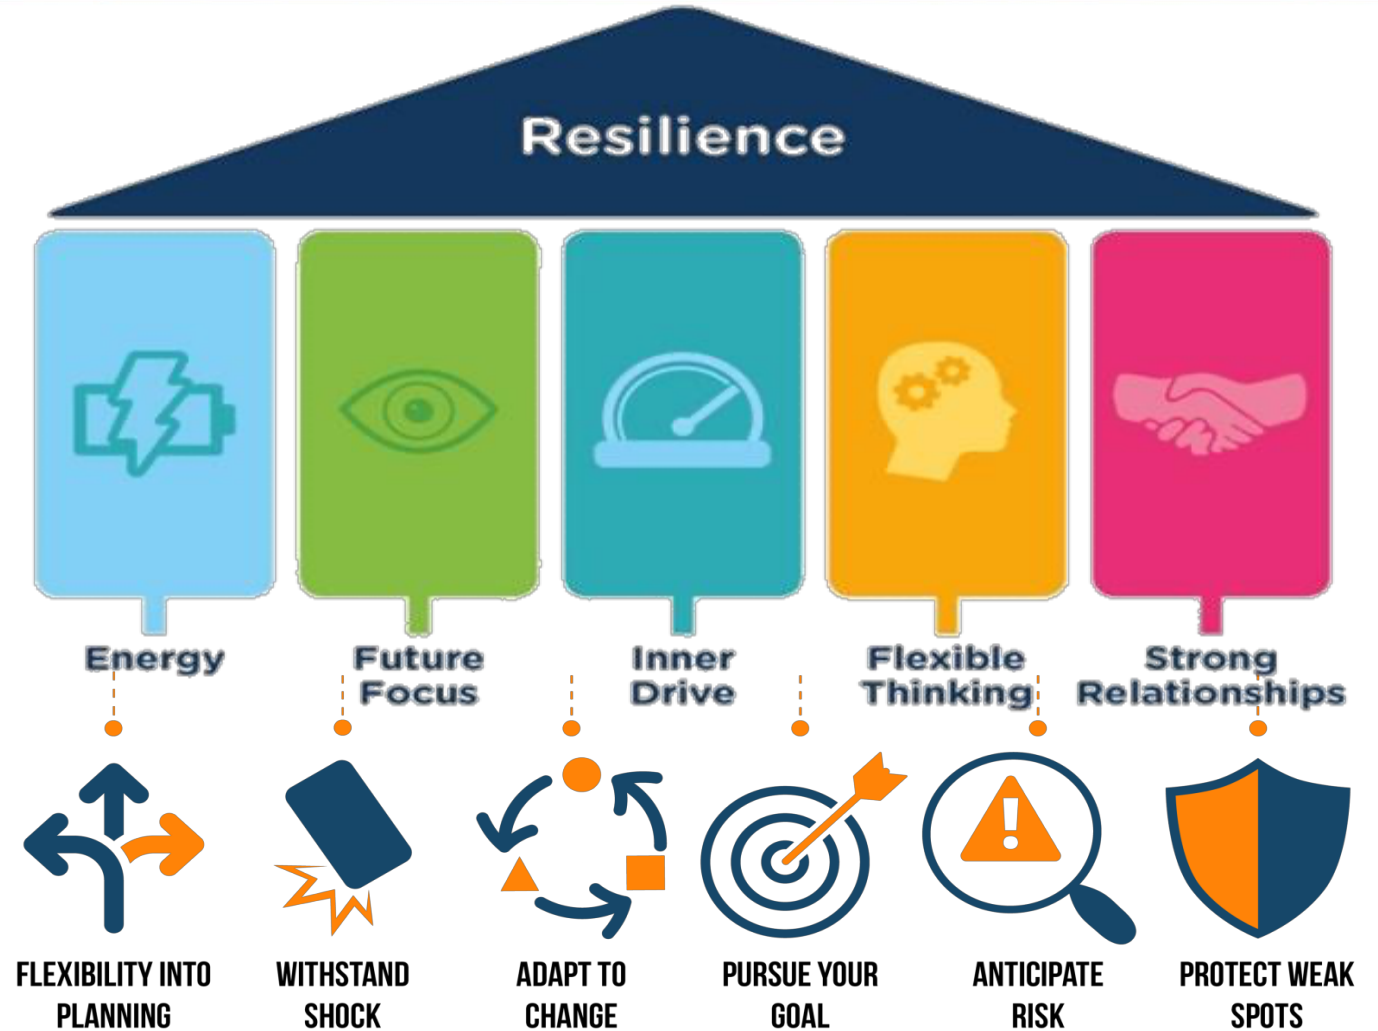 Resilience
Energy
Future
Focus
Inner
Drive
Flexible
Thinking
Strong
Relationships
FLEXIBILITY INTO
PLANNING
WITHSTAND
SHOCK
ADAPT TO
CHANGE
PURSUE YOUR
GOAL
ANTICIPATE
RISK
PROTECT WEAK
SPOTS